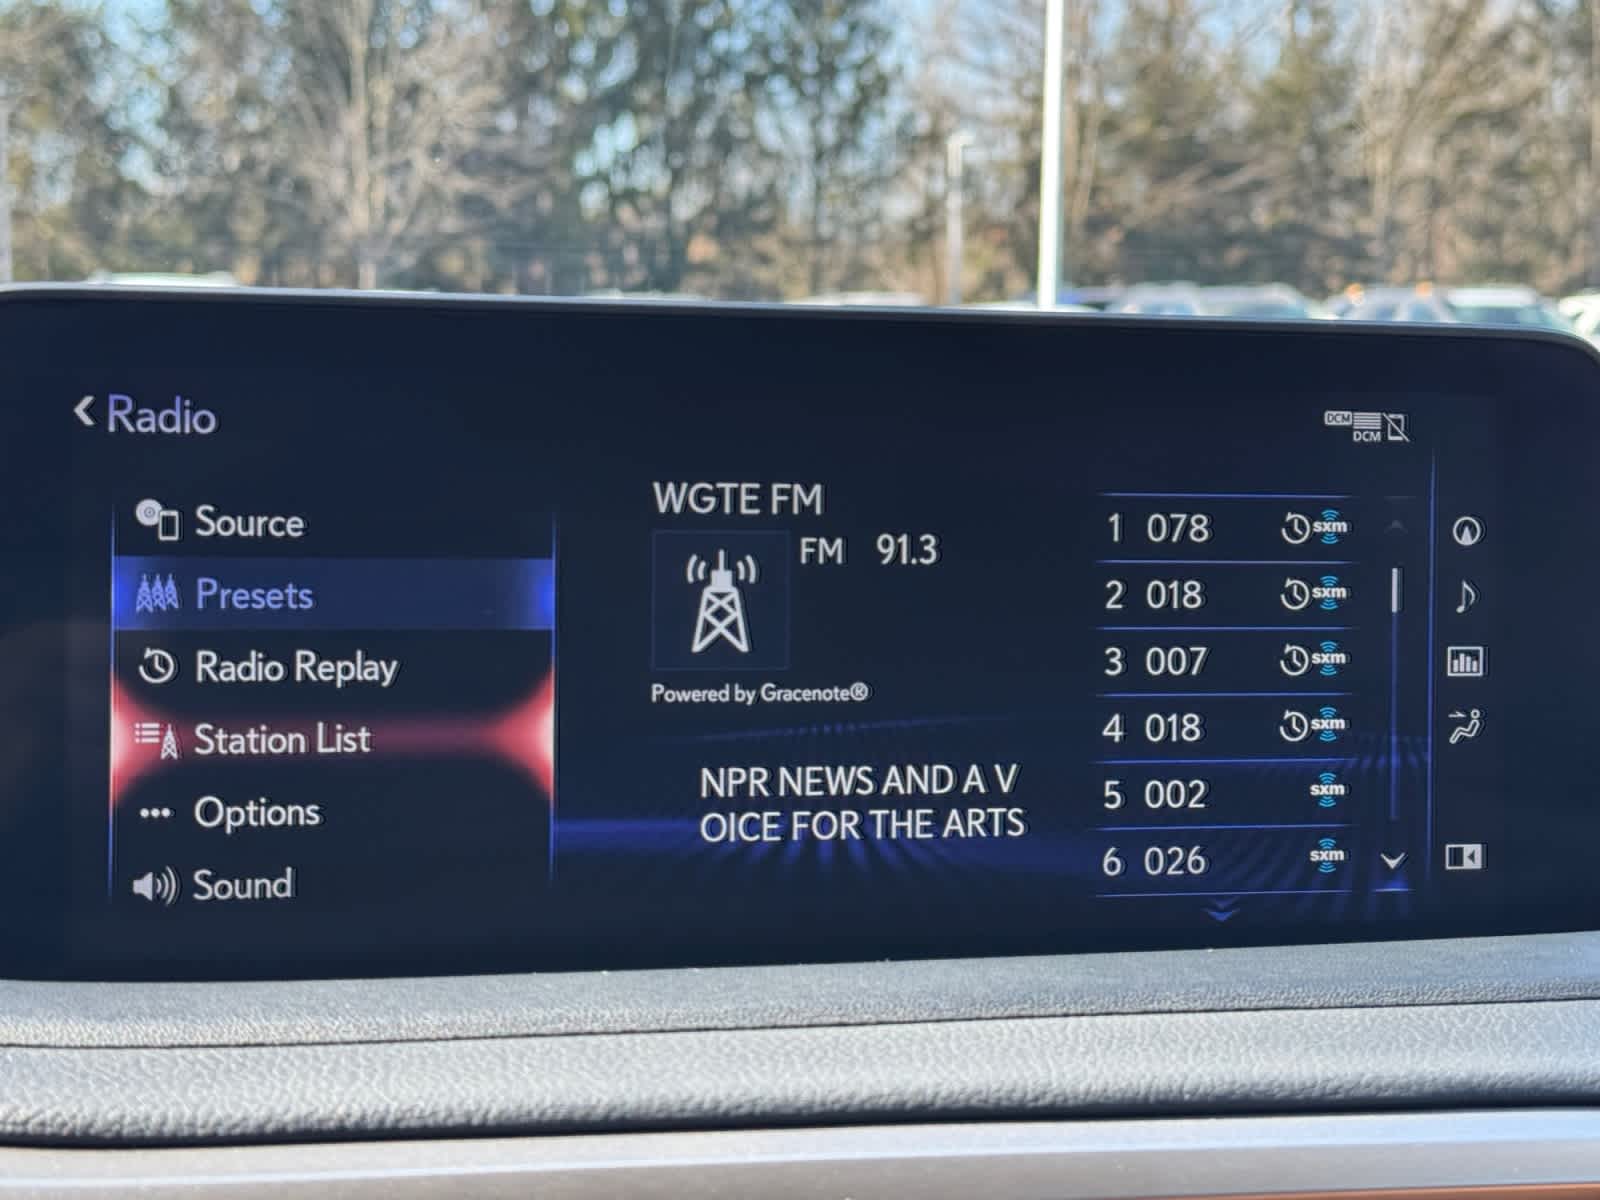 Radio
DCM
DCM
Source
Presets
Radio Replay
Station List
Options
Sound
WGTE FM
FM 91.3
Powered by Gracenote®
NPR NEWS AND A V
OICE FOR THE ARTS
1 078 sxm
2 018 sxm
3 007 sxm
4 018 sxm
5 002 sxm
6 026 sxm